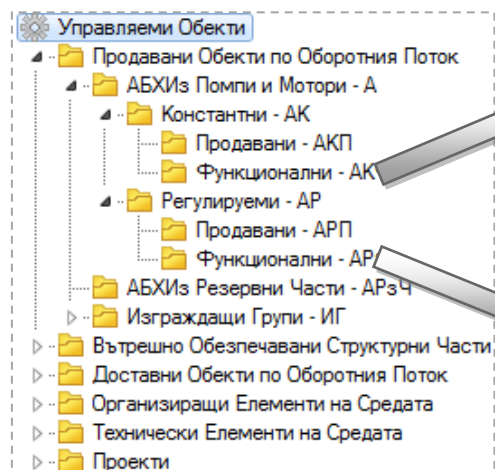 Управляеми Обекти
Продавани Обекти по Оборотния Поток
АБХИз Помпи и Мотори - А
Константни - АК
Продавани - АКП
Функционални - АК
Регулируеми - АР
Продавани - АРП
Функционални - АР
АБХИз Резервни Части - АРзЧ
Изграждащи Групи - ИГ
Вътрешно Обезпечавани Структурни Части
Доставни Обекти по Оборотния Поток
Организиращи Елементи на Средата
Технически Елементи на Средата
Проекти